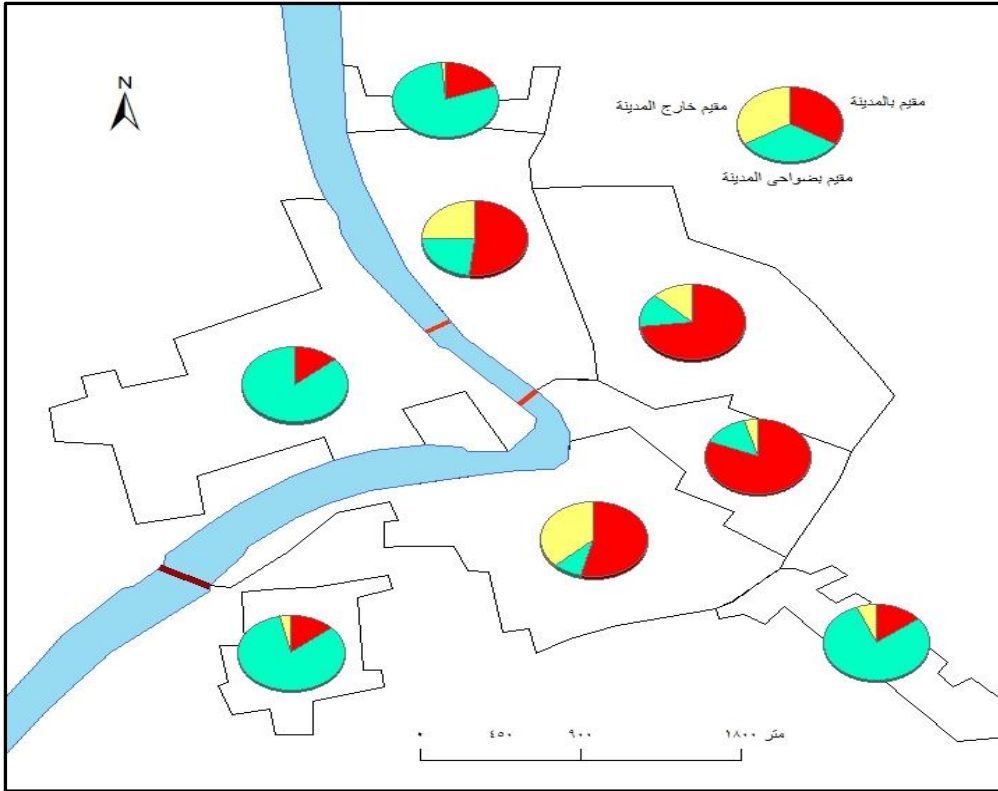 N
مقيم بالمدينة
مقيم خارج المدينة
مقيم بضواحى المدينة
٠ ٤٥٠ ٩٠٠ ١٨٠٠ متر